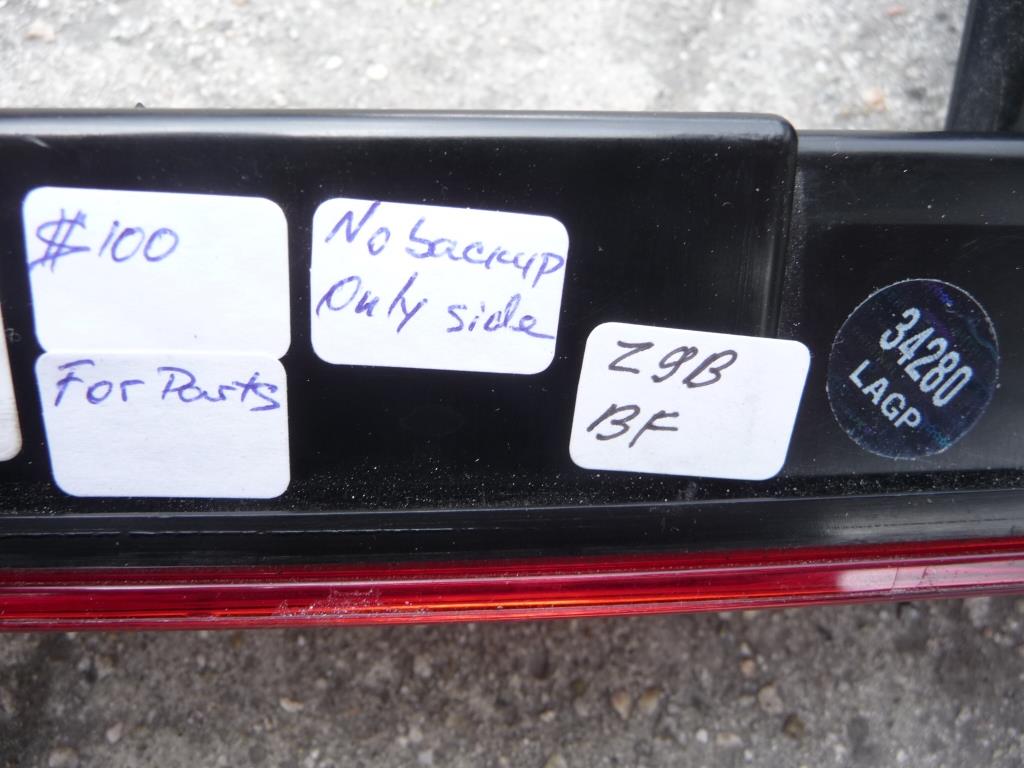 $100
For Parts
No backup
Only side
Z9B
BF
34280
LAGP